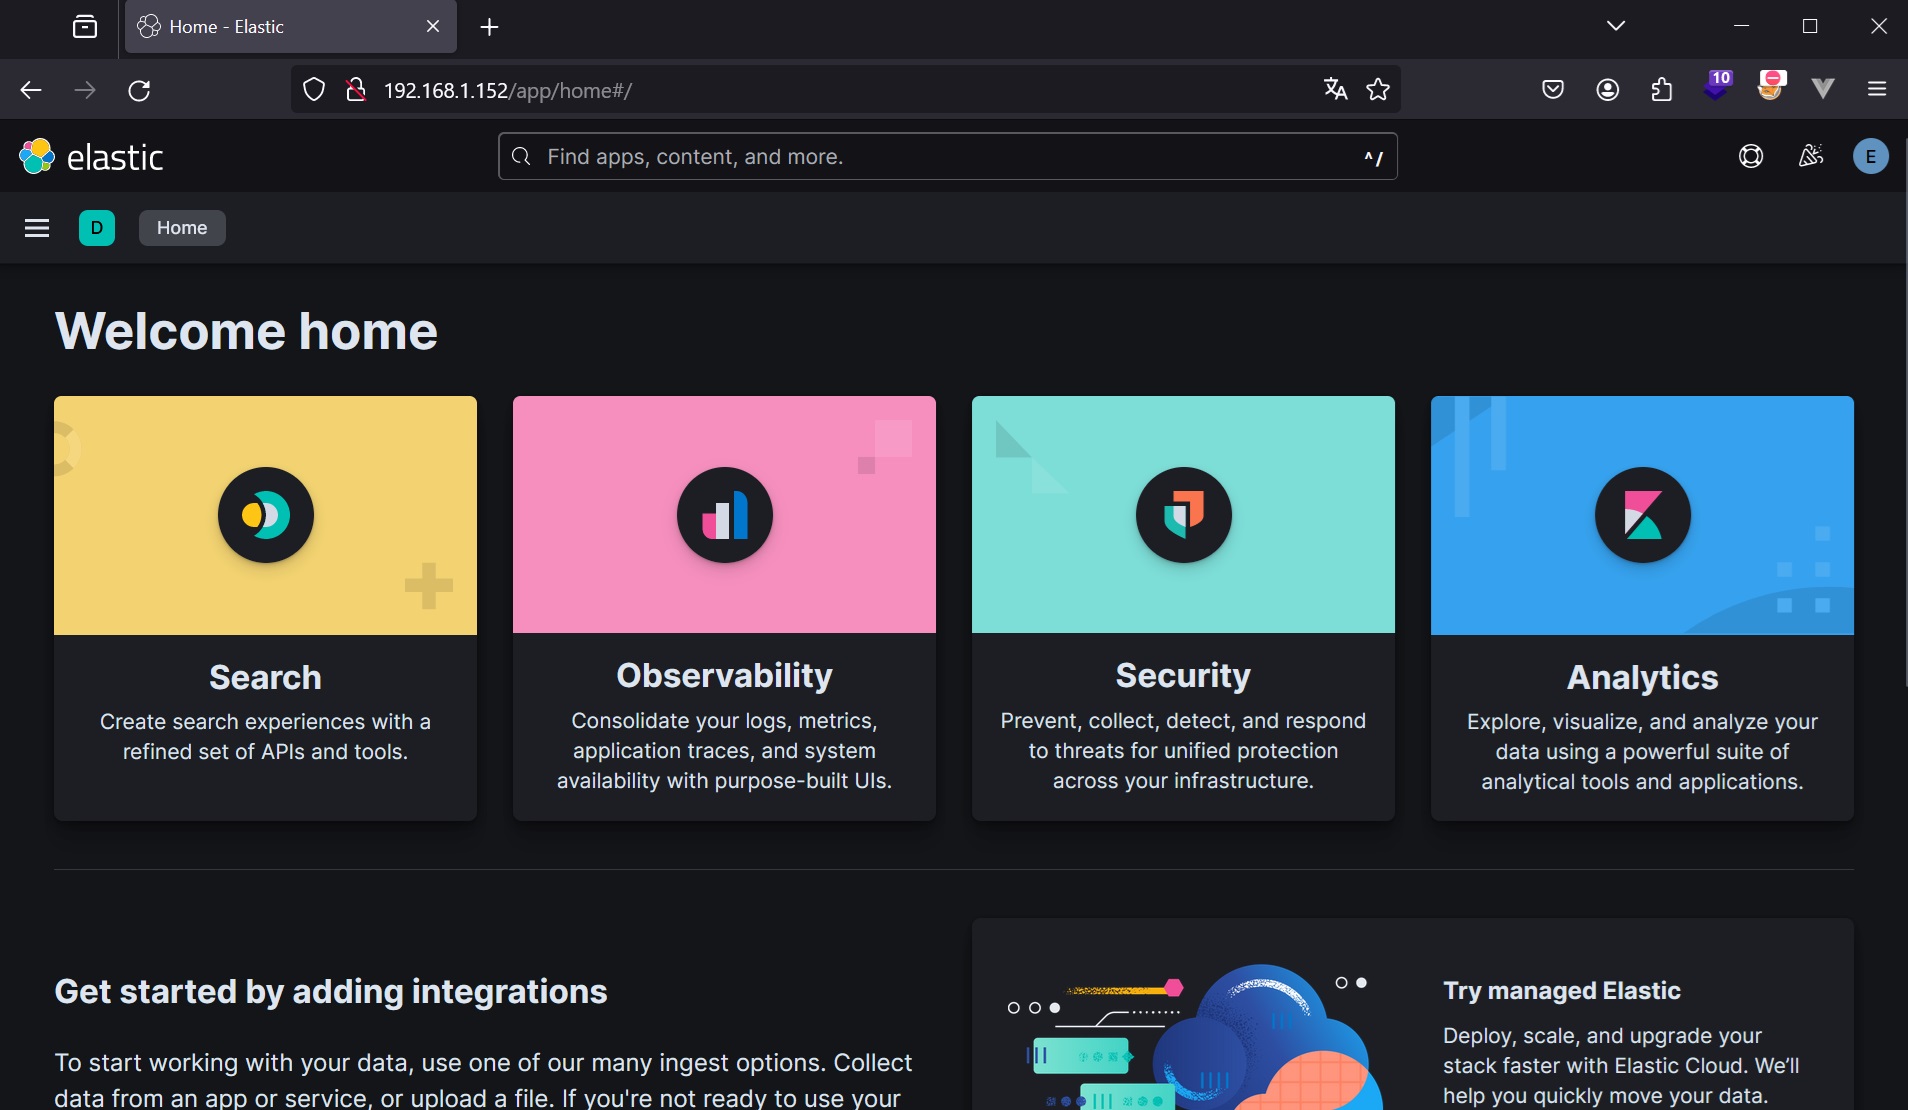 Home - Elastic
192.168.1.152/app/home#/
10
elastic
Find apps, content, and more.
^ /
E
D
Home
Welcome home
Search
Create search experiences with a
refined set of APIs and tools.
Observability
Consolidate your logs, metrics,
application traces, and system
availability with purpose-built UIs.
Security
Prevent, collect, detect, and respond
to threats for unified protection
across your infrastructure.
Analytics
Explore, visualize, and analyze your
data using a powerful suite of
analytical tools and applications.
Get started by adding integrations
To start working with your data, use one of our many ingest options. Collect
data from an app or service, or upload a file. If you're not ready to use your
Try managed Elastic
Deploy, scale, and upgrade your
stack faster with Elastic Cloud. We’ll
help you quickly move your data.